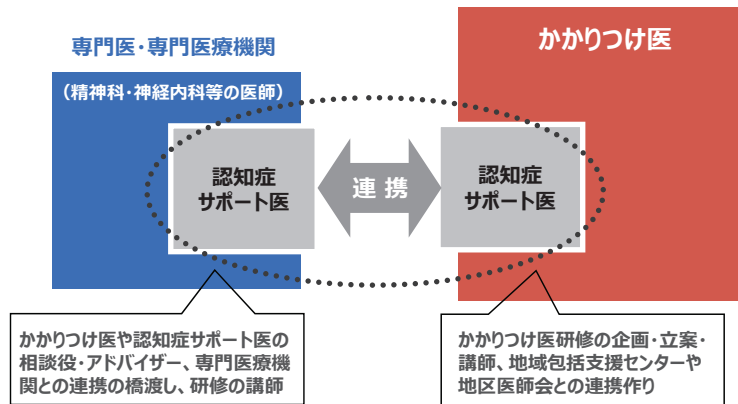 専門医・専門医療機関
かかりつけ医
（精神科・神経内科等の医師）
認知症
サポート医
連 携
認知症
サポート医
かかりつけ医や認知症サポート医の
相談役・アドバイザー、専門医療機
関との連携の橋渡し、研修の講師
かかりつけ医研修の企画・立案・
講師、地域包括支援センターや
地区医師会との連携作り